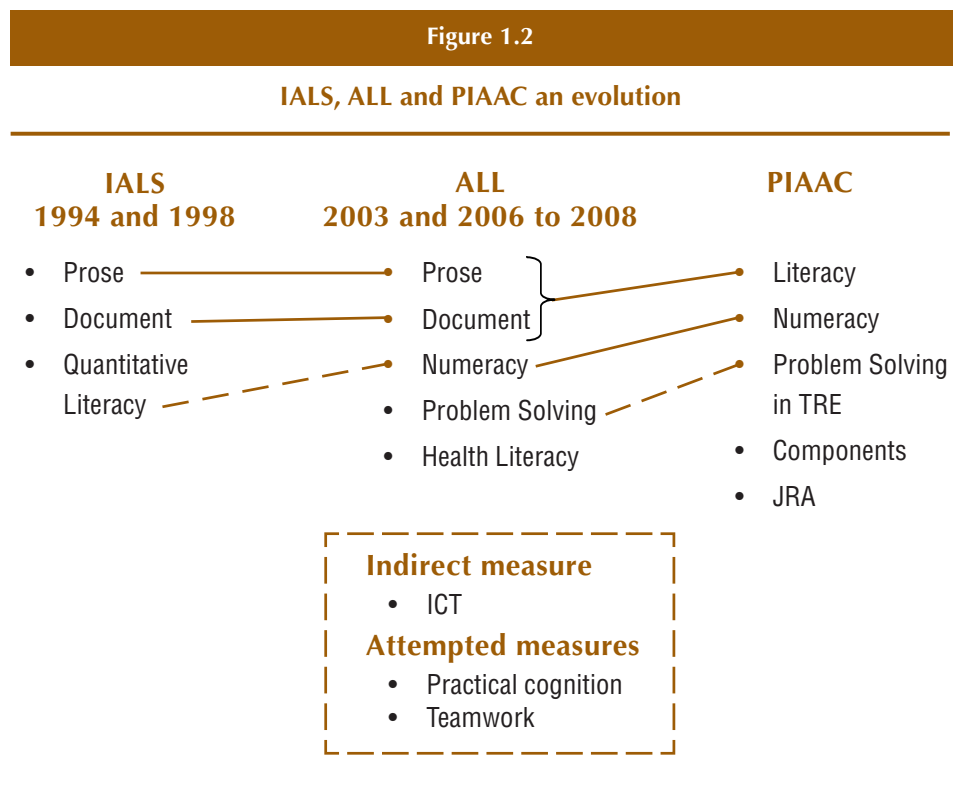 Figure 1.2
IALS, ALL and PIAAC an evolution
IALS
1994 and 1998
• Prose
• Document
• Quantitative
Literacy
ALL
2003 and 2006 to 2008
Prose
Document
Numeracy
• Problem Solving
• Health Literacy
PIAAC
Literacy
Numeracy
Problem Solving
in TRE
• Components
• JRA
Indirect measure
• ICT
Attempted measures
• Practical cognition
• Teamwork